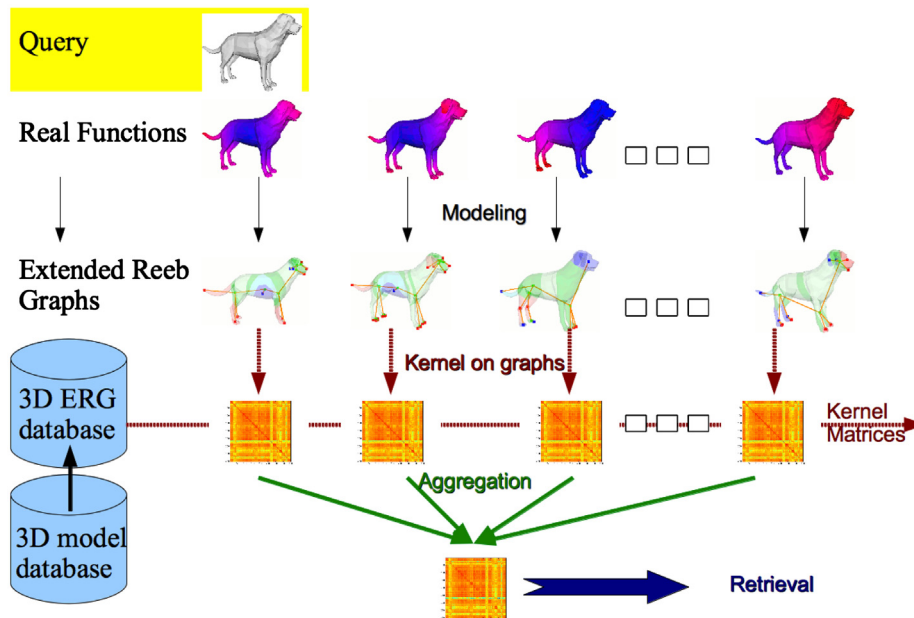 Query
Real Functions
Modeling
Extended Reeb
Graphs
Kernel on graphs
3D ERG
database
Kernel
Matrices
Aggregation
3D model
database
Retrieval